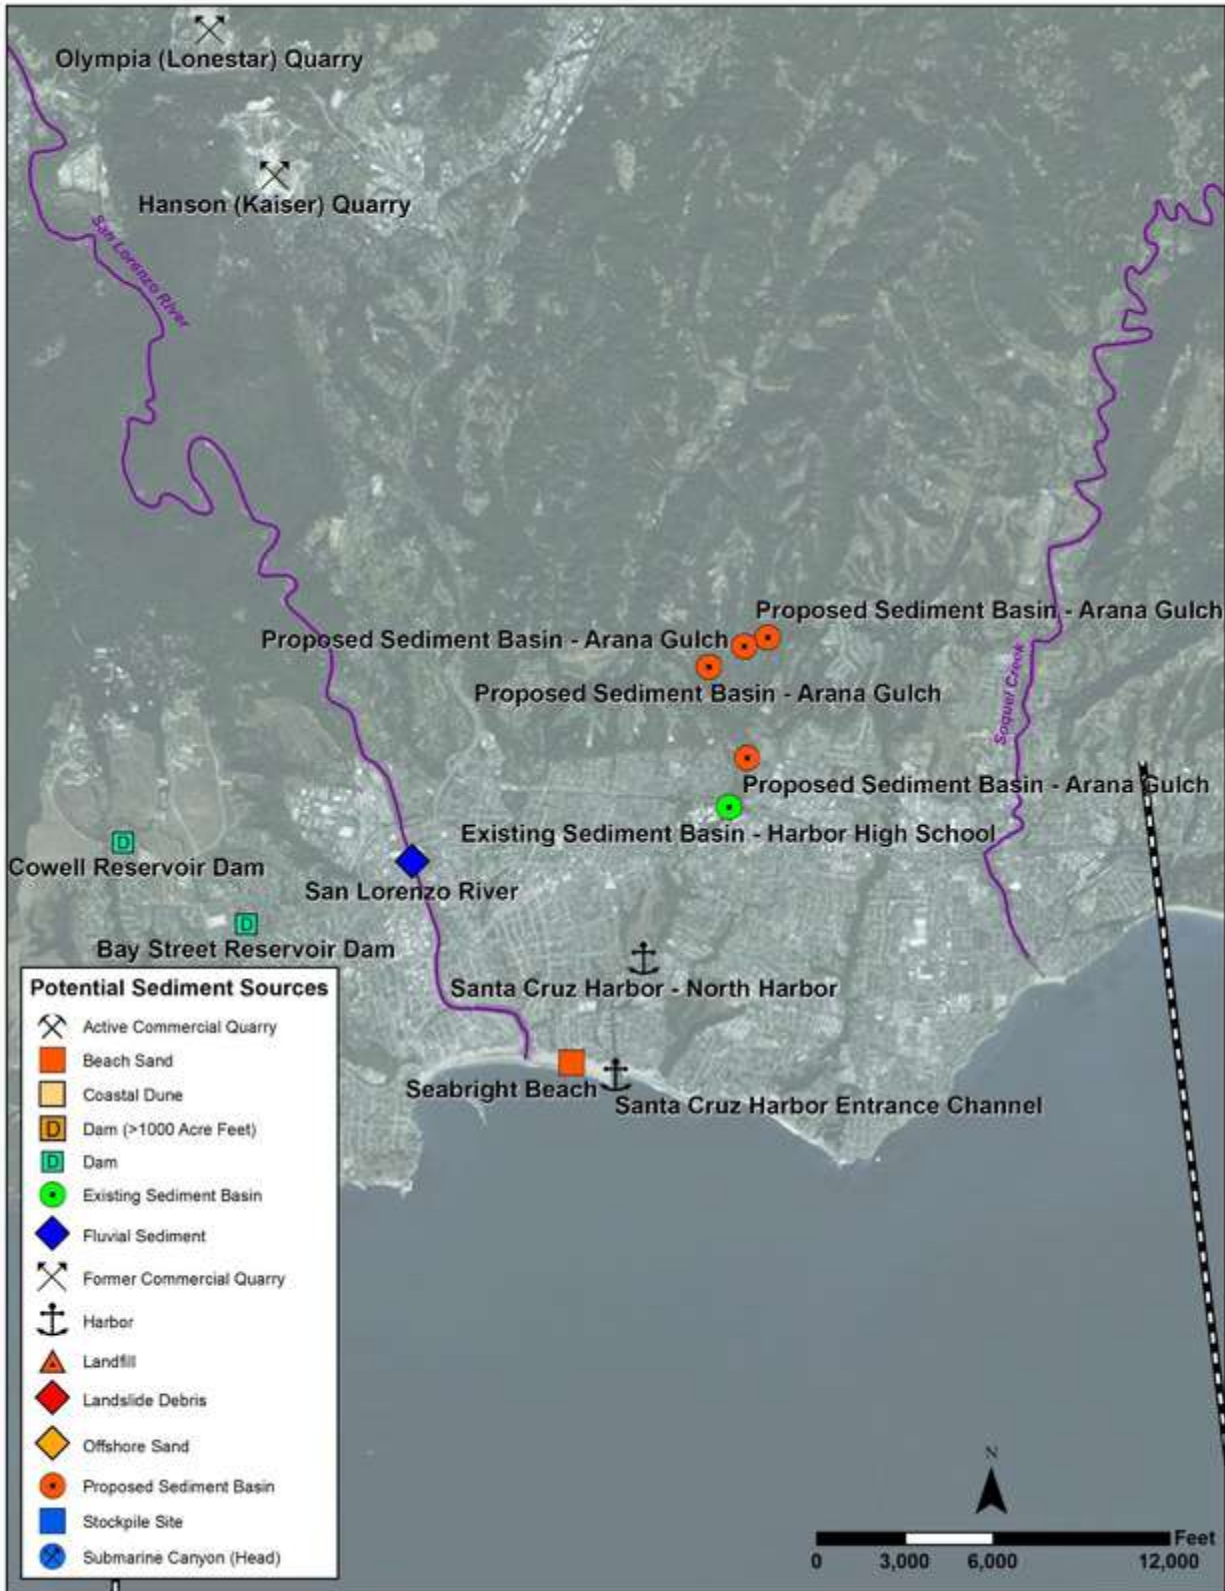 Olympia (Lonestar) Quarry
Hanson (Kaiser) Quarry
San Lorenzo River
Proposed Sediment Basin - Arana Gulch
Proposed Sediment Basin - Arana Gulch
Proposed Sediment Basin - Arana Gulch
Soquel Creek
Proposed Sediment Basin - Arana Gulch
Existing Sediment Basin - Harbor High School
D
Cowell Reservoir Dam
San Lorenzo River
D
Bay Street Reservoir Dam
Santa Cruz Harbor - North Harbor
Seabright Beach
Santa Cruz Harbor Entrance Channel
Potential Sediment Sources
Active Commercial Quarry
Beach Sand
Coastal Dune
D Dam (>1000 Acre Feet)
D Dam
Existing Sediment Basin
Fluvial Sediment
Former Commercial Quarry
Harbor
Landfill
Landslide Debris
Offshore Sand
Proposed Sediment Basin
Stockpile Site
Submarine Canyon (Head)
N
Feet
0 3,000 6,000 12,000